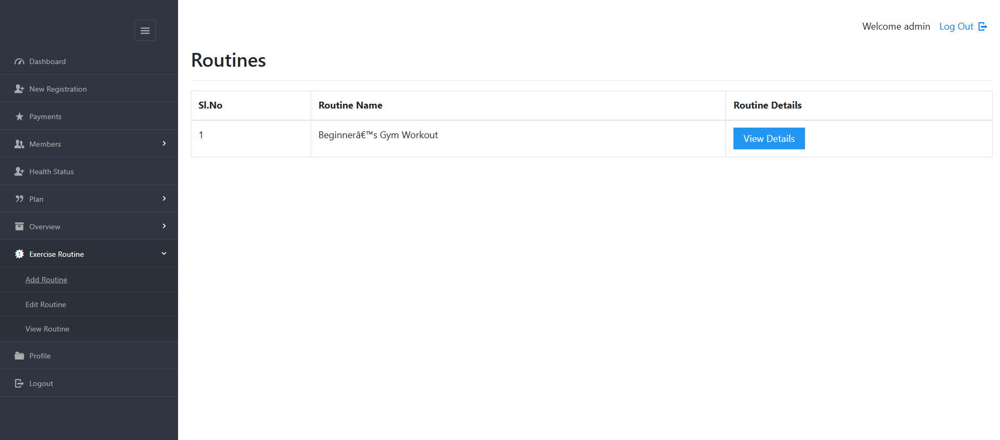 Welcome admin Log Out
Dashboard
New Registration
Payments
Members
Health Status
Plan
Overview
Exercise Routine
Add Routine
Edit Routine
View Routine
Profile
Logout
Routines
Sl.No Routine Name Routine Details
1 Beginnerâ€™s Gym Workout View Details